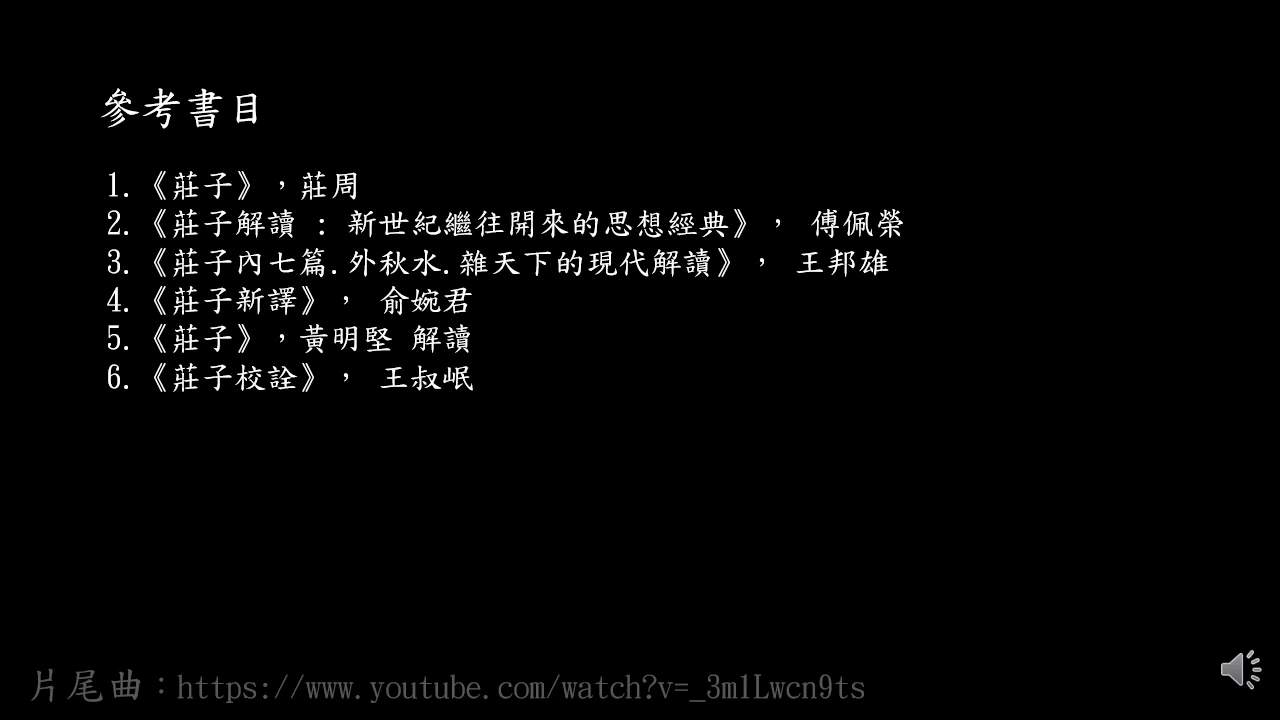 參考書目
1.《莊子》，莊周
2.《莊子解讀 : 新世紀繼往開來的思想經典》， 傅佩榮
3.《莊子內七篇.外秋水.雜天下的現代解讀》， 王邦雄
4.《莊子新譯》， 俞婉君
5.《莊子》，黃明堅 解讀
6.《莊子校詮》， 王叔岷
片尾曲：https://www.youtube.com/watch?v=_3m1Lwcn9ts